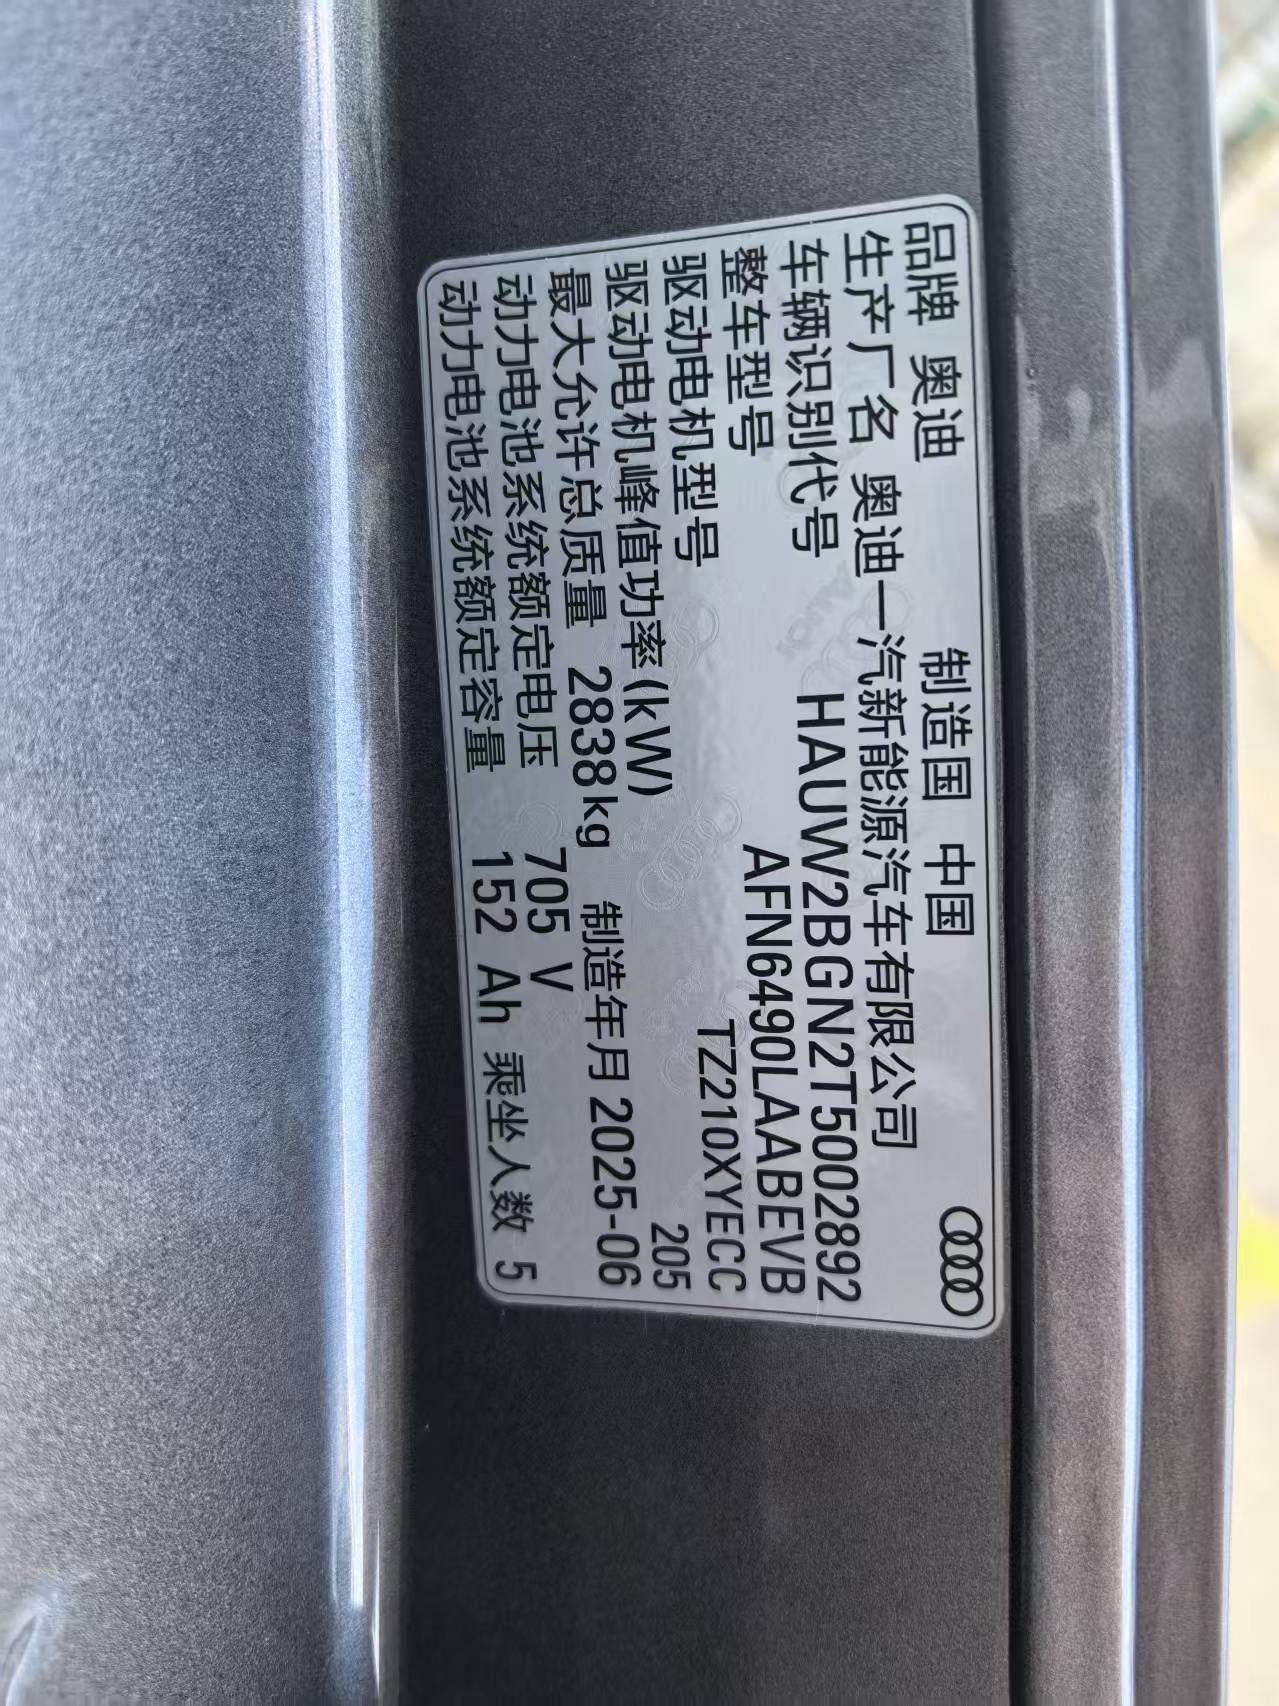 品牌 奥迪 制造国 中国
生产厂名 奥迪一汽新能源汽车有限公司
车辆识别代号 HAUW2BGN2T5002892
整车型号 AFN6490LAABEVB
驱动电机型号 TZ210XYECC
驱动电机峰值功率(kW) 205
最大允许总质量 2838kg 制造年月 2025-06
动力电池系统额定电压 705 V
动力电池系统额定容量 152 Ah 乘坐人数 5